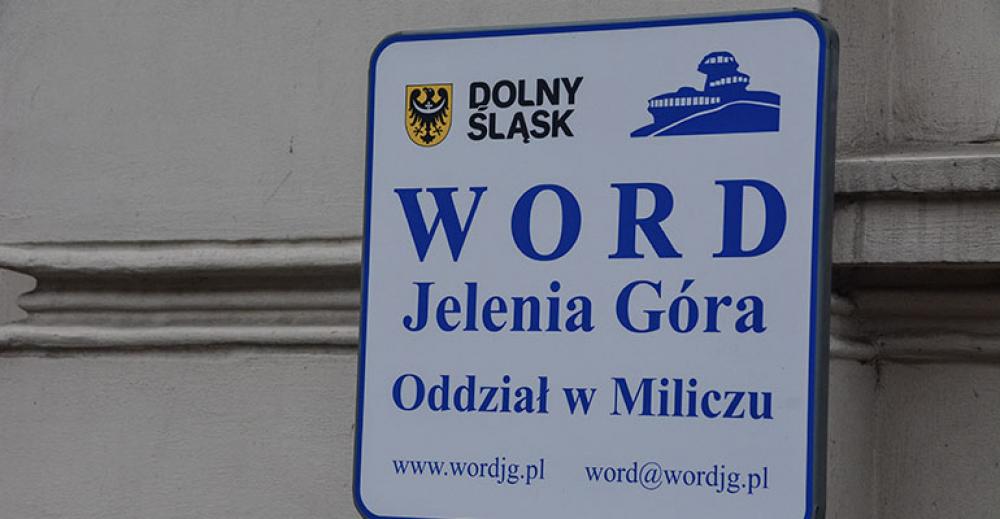 DOLNY
ŚLĄSK
WORD
Jelenia Góra
Oddział w Miliczu
www.wordjg.pl word@wordjg.pl